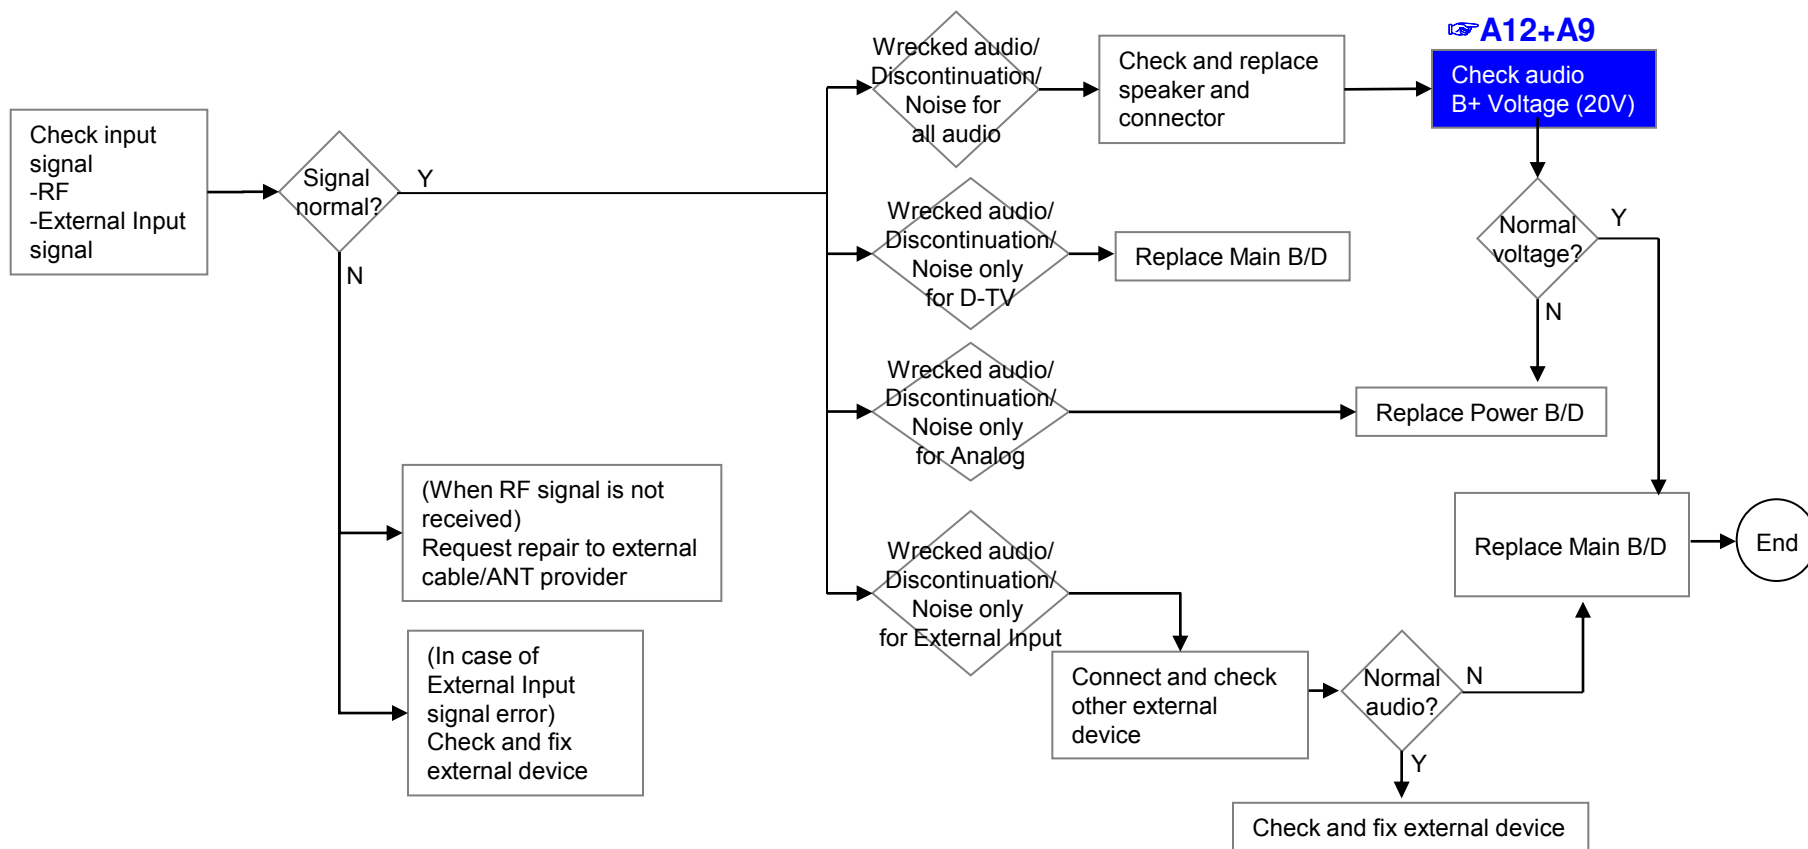 ☞A12+A9
Check input
signal
-RF
-External Input
signal
Signal
normal?
Y
N
(When RF signal is not
received)
Request repair to external
cable/ANT provider
(In case of
External Input
signal error)
Check and fix
external device
Wrecked audio/
Discontinuation/
Noise for
all audio
Check and replace
speaker and
connector
Check audio
B+ Voltage (20V)
Normal
voltage?
Y
N
Wrecked audio/
Discontinuation/
Noise only
for D-TV
Replace Main B/D
Wrecked audio/
Discontinuation/
Noise only
for Analog
Replace Power B/D
Wrecked audio/
Discontinuation/
Noise only
for External Input
Connect and check
other external
device
Normal
audio?
N
Y
Replace Main B/D
End
Check and fix external device